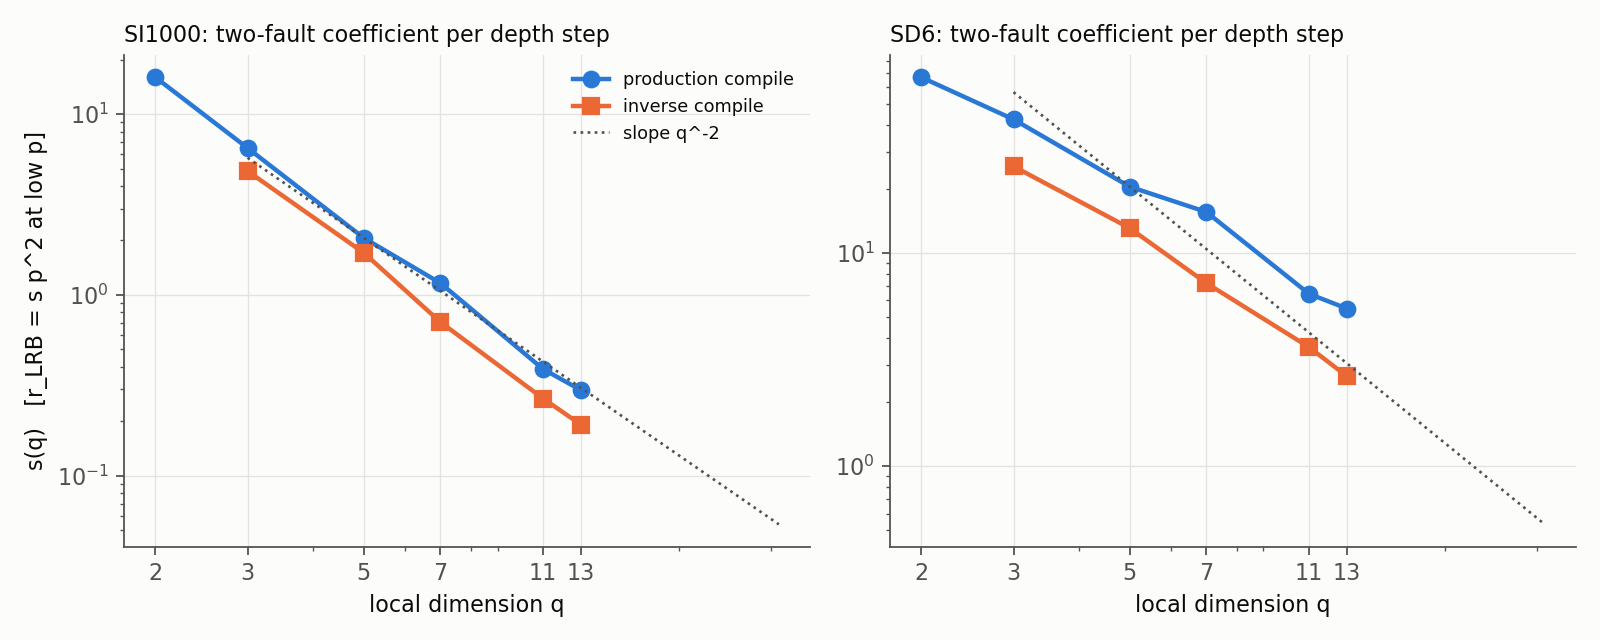 SI1000: two-fault coefficient per depth step
s(q) [r_LRB = s p^2 at low p]
10^1
10^0
10^-1
production compile
inverse compile
slope q^-2
2 3 5 7 11 13
local dimension q
SD6: two-fault coefficient per depth step
10^1
10^0
2 3 5 7 11 13
local dimension q